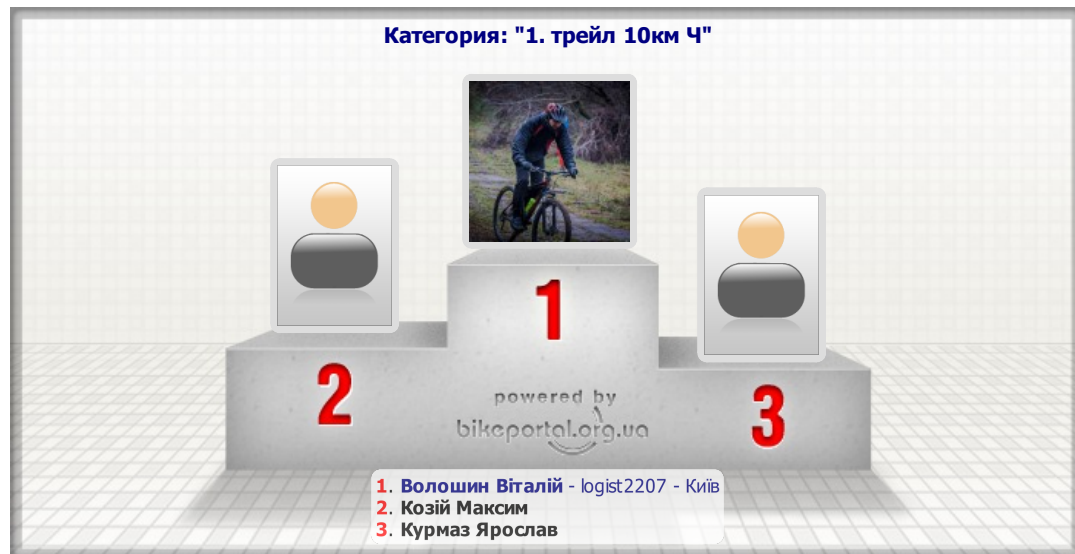 Категория: "1. трейл 10км Ч"
1
2
3
powered by
bikeportal.org.ua
1. Волошин Віталій - logist2207 - Київ
2. Козій Максим
3. Курмаз Ярослав